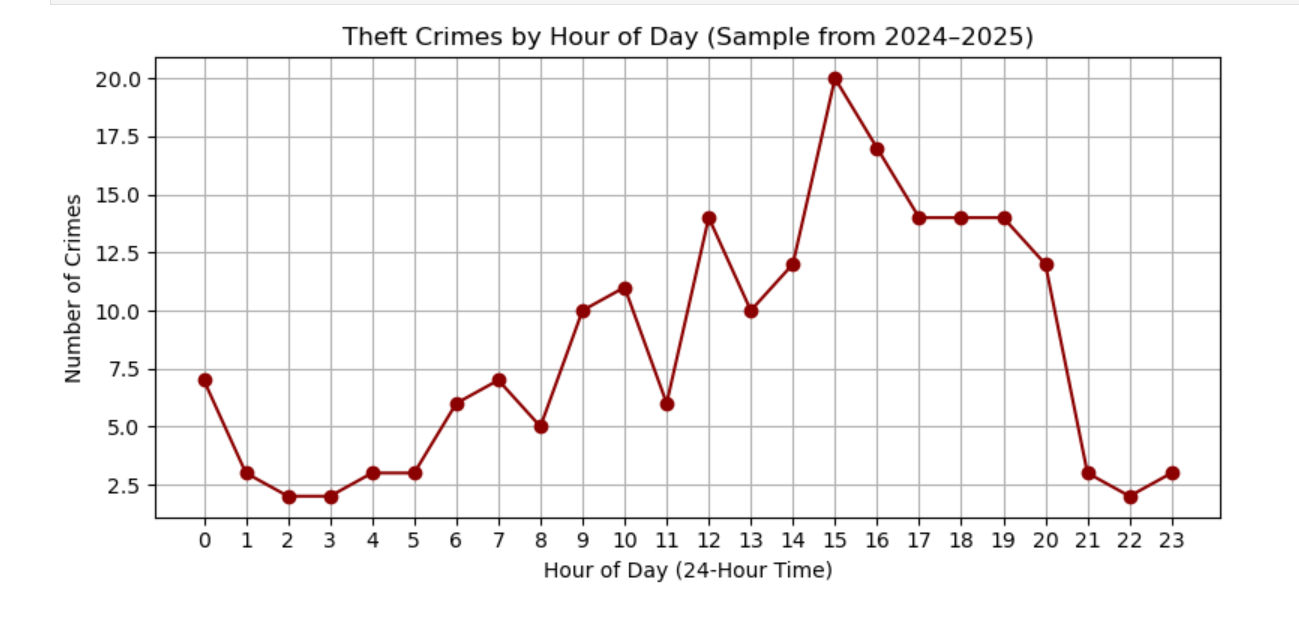 Theft Crimes by Hour of Day (Sample from 2024–2025)
Number of Crimes
20.0
17.5
15.0
12.5
10.0
7.5
5.0
2.5
0 1 2 3 4 5 6 7 8 9 10 11 12 13 14 15 16 17 18 19 20 21 22 23
Hour of Day (24-Hour Time)